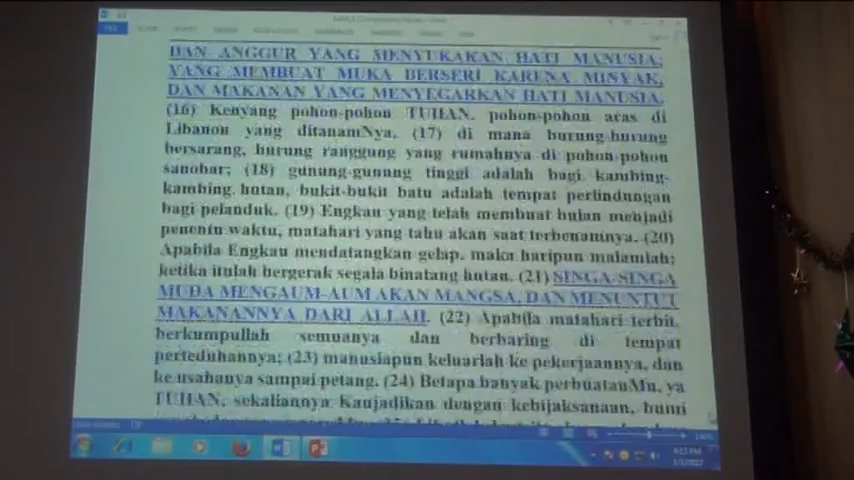 DAN ANGGUR YANG MENYUKAKAN HATI MANUSIA,
YANG MEMBUAT MUKA BERSERI KARENA MINYAK,
DAN MAKANAN YANG MENYEGARKAN HATI MANUSIA.
(16) Kenyang pohon-pohon TUHAN, pohon-pohon aras di
Libanon yang ditanamNya, (17) di mana burung-burung
bersarang, burung ranggung yang rumahnya di pohon-pohon
sanobar; (18) gunung-gunung tinggi adalah bagi kambing-
kambing hutan, bukit-bukit batu adalah tempat perlindungan
bagi pelanduk. (19) Engkau yang telah membuat bulan menjadi
penentu waktu, matahari yang tahu akan saat terbenamnya. (20)
Apabila Engkau mendatangkan gelap, maka haripun malamlah;
ketika itulah bergerak segala binatang hutan. (21) SINGA-SINGA
MUDA MENGAUM-AUM AKAN MANGSA, DAN MENUNTUT
MAKANANNYA DARI ALLAH. (22) Apabila matahari terbit,
berkumpullah semuanya dan berbaring di tempat
perteduhannya; (23) manusiapun keluarlah ke pekerjaannya, dan
ke usahanya sampai petang. (24) Betapa banyak perbuatanMu, ya
TUHAN, sekaliannya Kaujadikan dengan kebijaksanaan, bumi